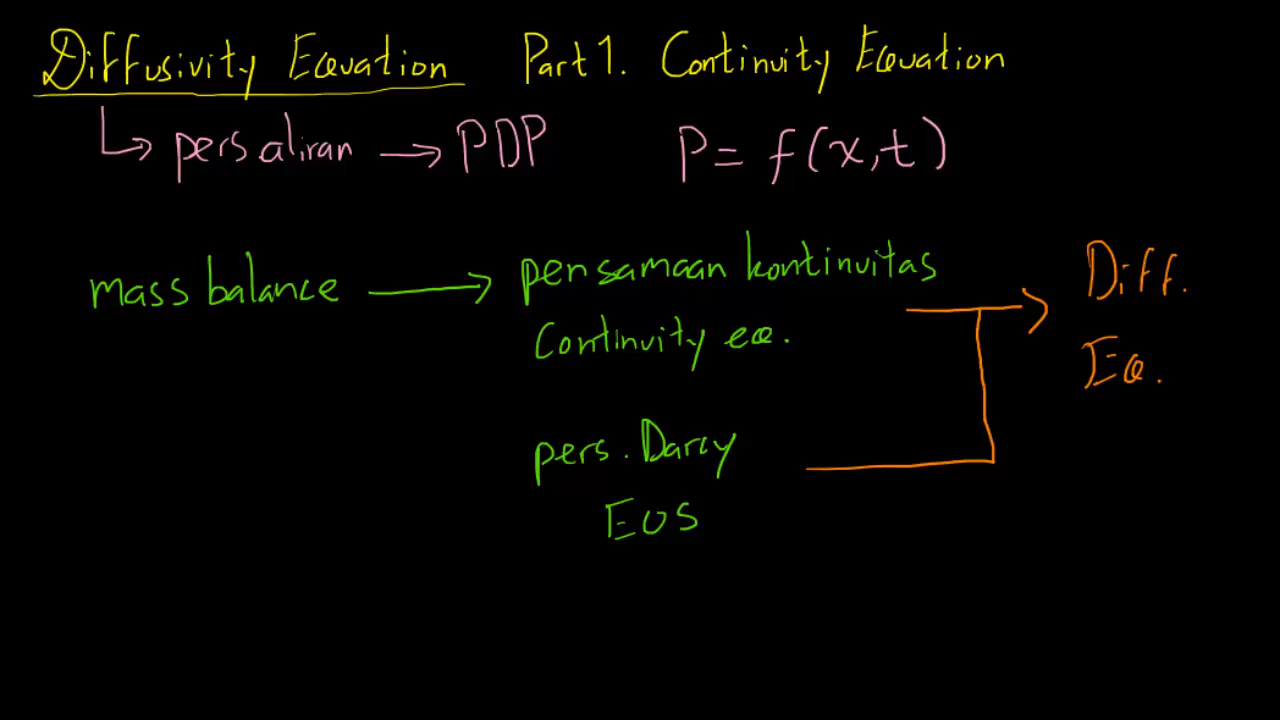 Diffusivity Equation Part 1. Continuity Equation
↳ pers aliran → PDP P = f(x,t)
mass balance → persamaan kontinuitas
Continuity eq.
Diff. Eq.
pers. Darcy
EOS